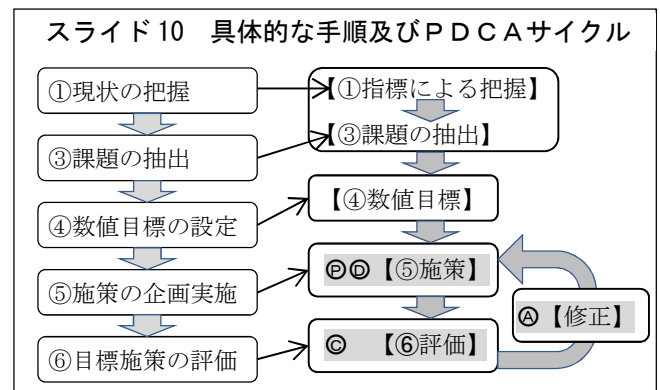 スライド10 具体的な手順及びPDCAサイクル
①現状の把握
③課題の抽出
④数値目標の設定
⑤施策の企画実施
⑥目標施策の評価
【①指標による把握】
【③課題の抽出】
【④数値目標】
ⓅⒹ【⑤施策】
Ⓒ 【⑥評価】
Ⓐ【修正】